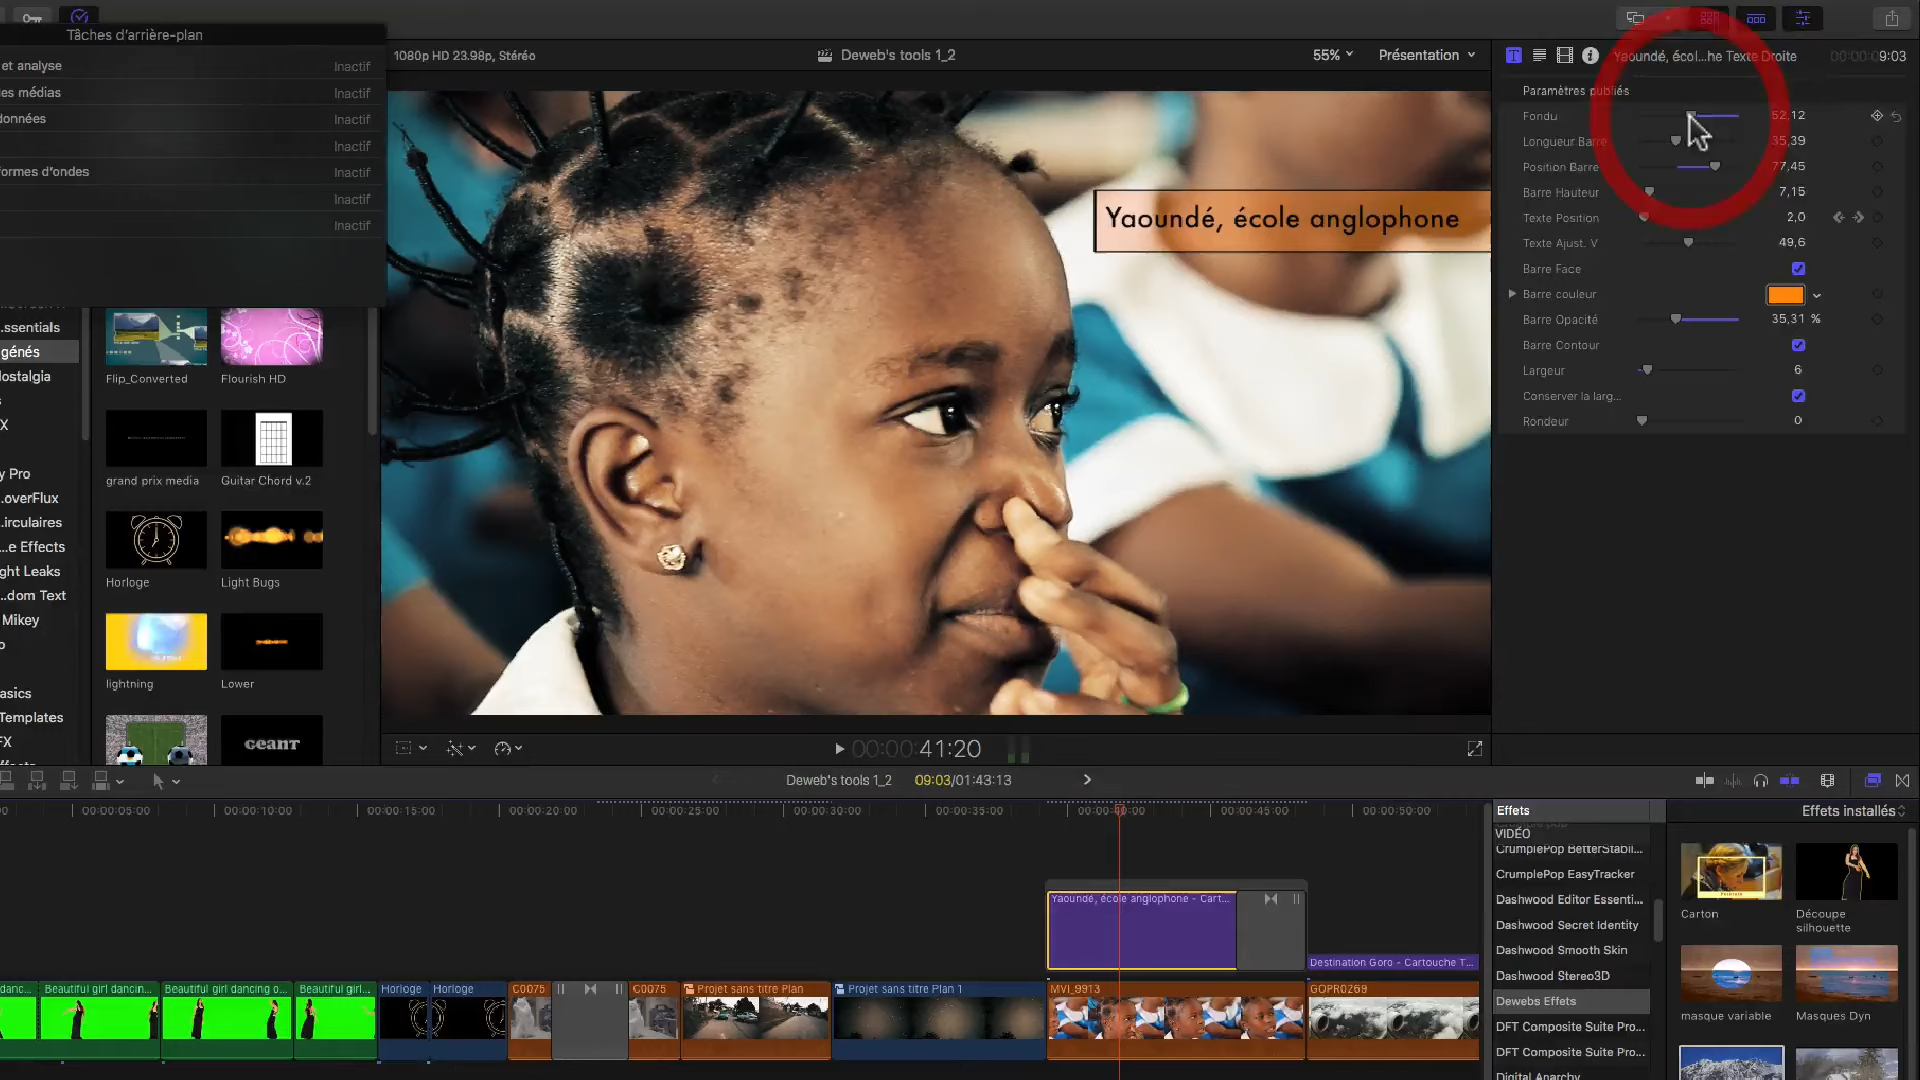 Tâches d'arrière-plan
et analyse
Inactif
es médias
Inactif
données
Inactif
Inactif
ormes d'ondes
Inactif
Inactif
Inactif
1080p HD 23.98p, Stéréo
Deweb's tools 1_2
55%
Présentation
Yaoundé, écol...he Texte Droite
00:00:09:03
Paramètres publiés
Fondu
52,12
Longueur Barre
35,39
Position Barre
77,45
Barre Hauteur
7,15
Texte Position
2,0
Texte Ajust. V
49,6
Barre Face
Barre couleur
Barre Opacité
35,31 %
Barre Contour
Largeur
6
Conserver la larg...
Rondeur
0
Yaoundé, école anglophone
...ssentials
génés
Nostalgia
X
y Pro
...overFlux
...irculaires
...e Effects
ght Leaks
...dom Text
Mikey
o
asics
Templates
FX
Flip_Converted
Flourish HD
grand prix media
Guitar Chord v.2
Horloge
Light Bugs
lightning
Lower
GEANT
00:00:41:20
Deweb's tools 1_2
09:03/01:43:13
00:00:05:00
00:00:10:00
00:00:15:00
00:00:20:00
00:00:25:00
00:00:30:00
00:00:35:00
00:00:40:00
00:00:45:00
00:00:50:00
Yaoundé, école anglophone - Cart...
Destination Goro - Cartouche T...
danc...
Beautiful girl dancin...
Beautiful girl dancing o...
Beautiful girl...
Horloge
Horloge
C0075
C0075
Projet sans titre Plan
Projet sans titre Plan 1
MVI_9913
GOPR0269
Effets
Effets installés
VIDÉO
CrumplePop BetterStabil...
CrumplePop EasyTracker
Dashwood Editor Essenti...
Dashwood Secret Identity
Dashwood Smooth Skin
Dashwood Stereo3D
Dewebs Effets
DFT Composite Suite Pro...
DFT Composite Suite Pro...
Digital Anarchy
Carton
Découpe
silhouette
masque variable
Masques Dyn